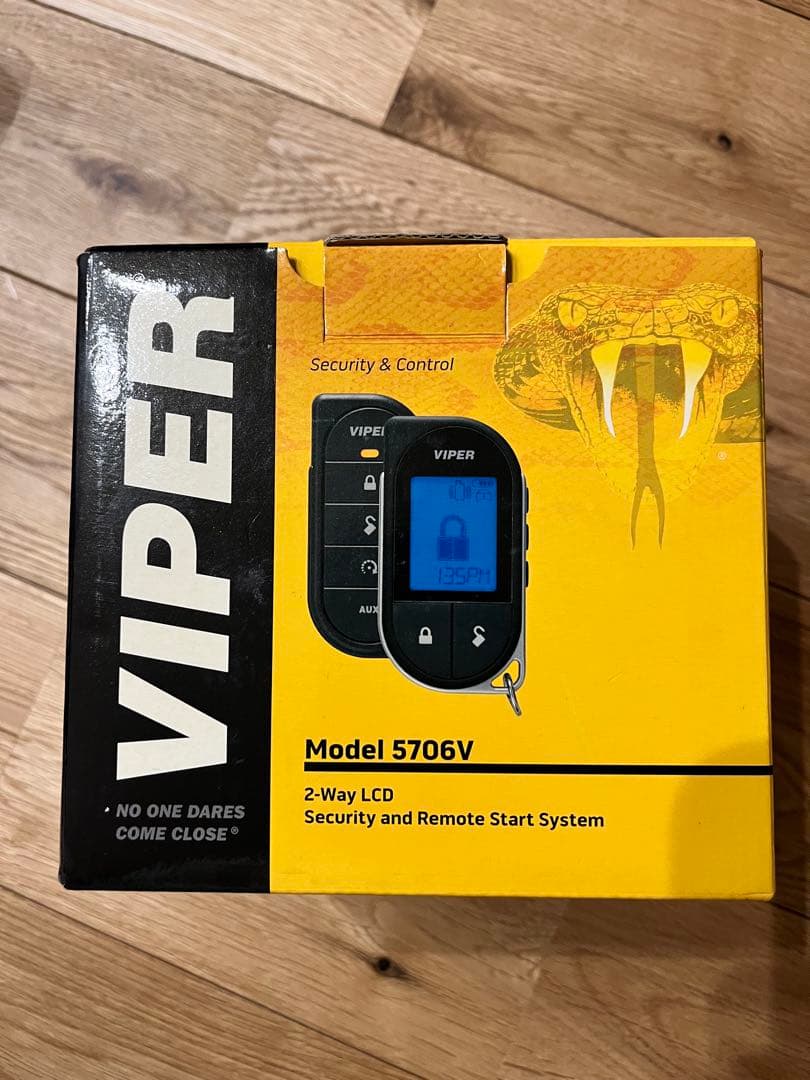 VIPER
NO ONE DARES
COME CLOSE®
Security & Control
VIPER
AUX
VIPER
1:35PM
®
Model 5706V
2-Way LCD
Security and Remote Start System